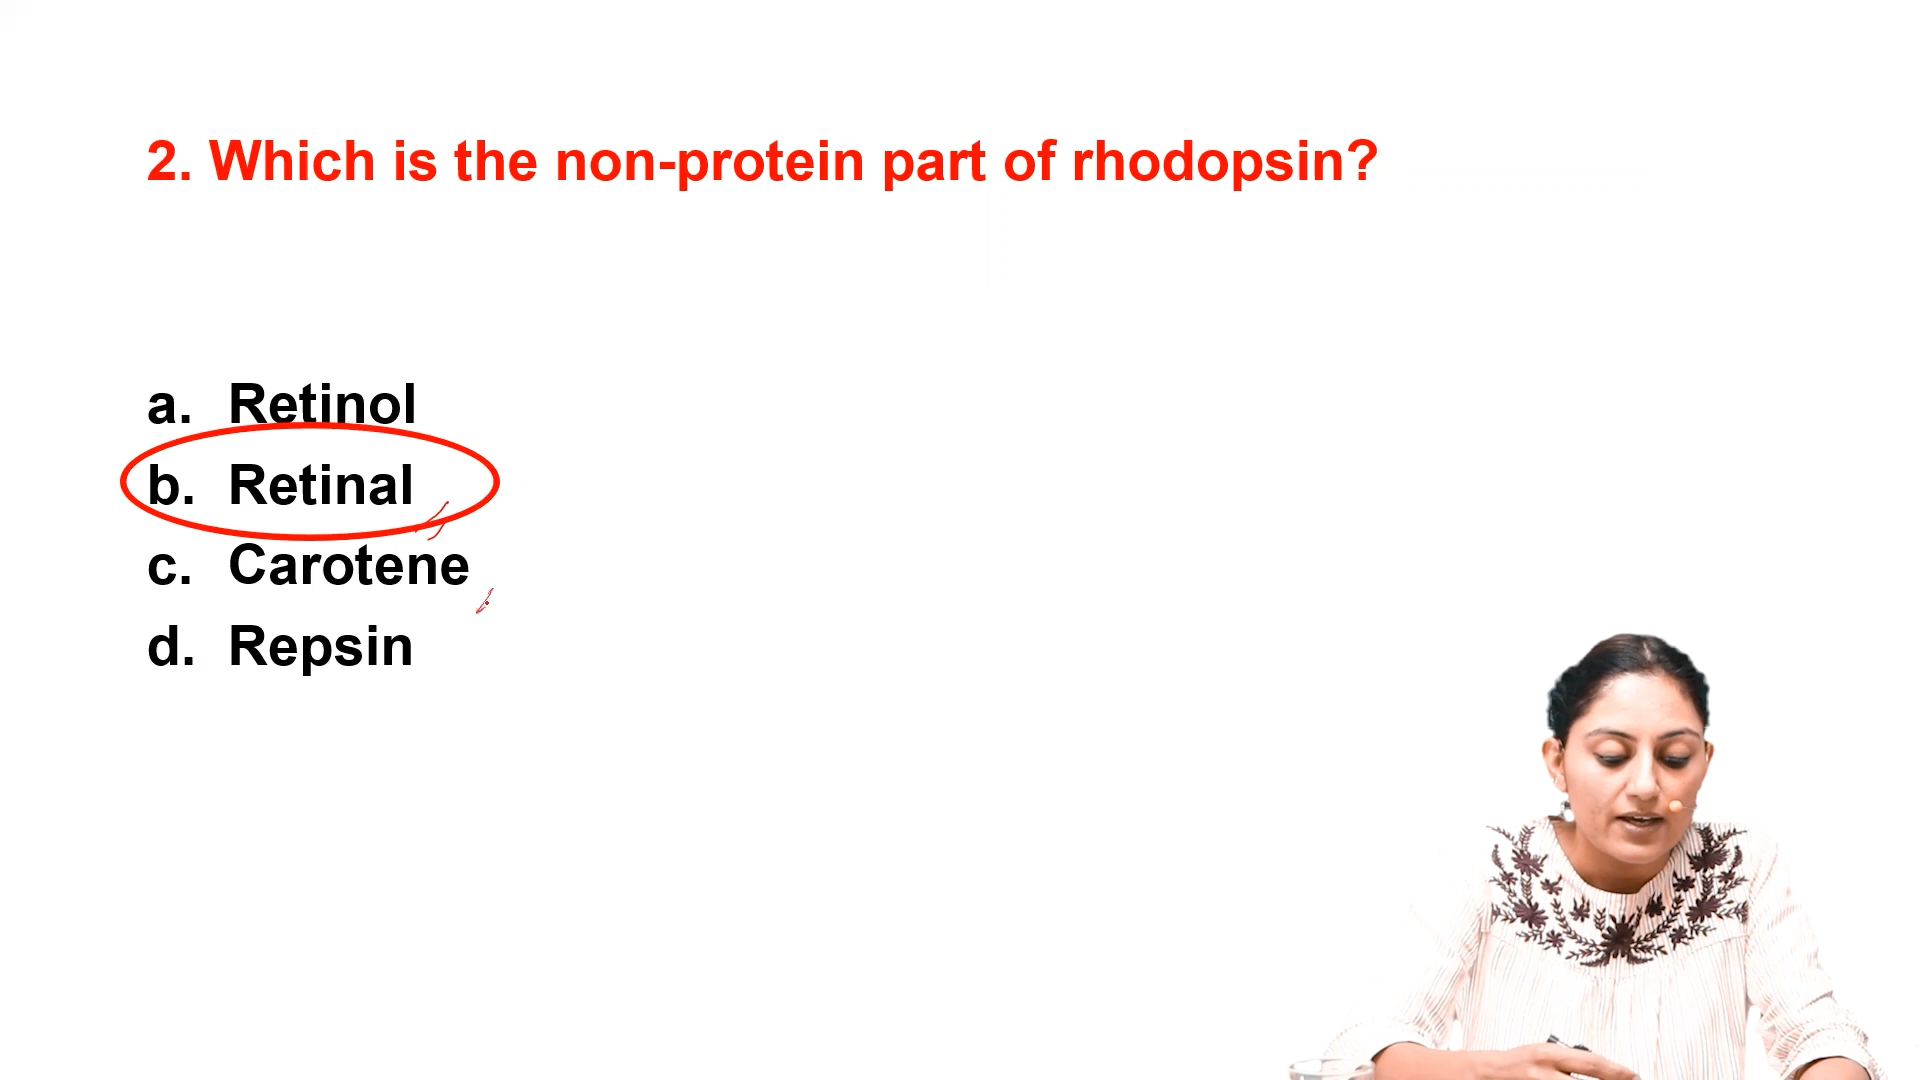 2. Which is the non-protein part of rhodopsin?
a. Retinol
b. Retinal
c. Carotene
d. Repsin